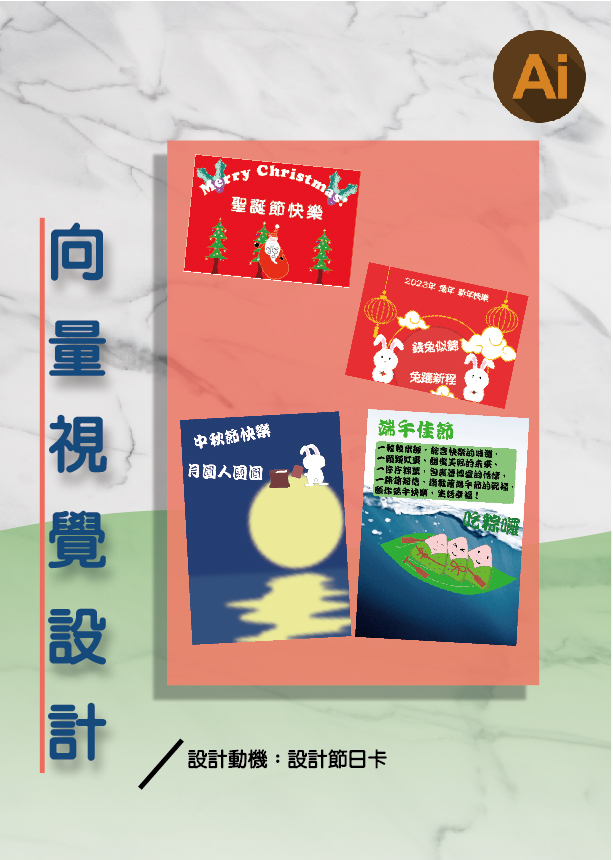 Ai
向量視覺設計
Merry Christmas!
聖誕節快樂
2023年 兔年 新年快樂
錢兔似錦
兔躍新程
中秋節快樂
月圓人團圓
端午佳節
吃粽囉
設計動機：設計節日卡